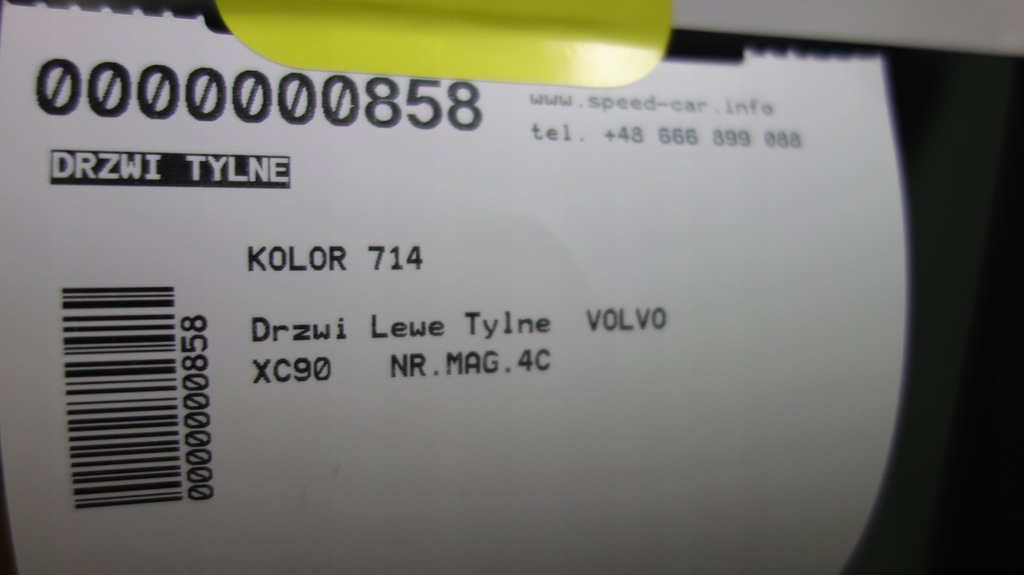 0000000858
www.speed-car.info
tel. +48 666 899 088
DRZWI TYLNE
KOLOR 714
Drzwi Lewe Tylne VOLVO
XC90 NR.MAG.4C
0000000858